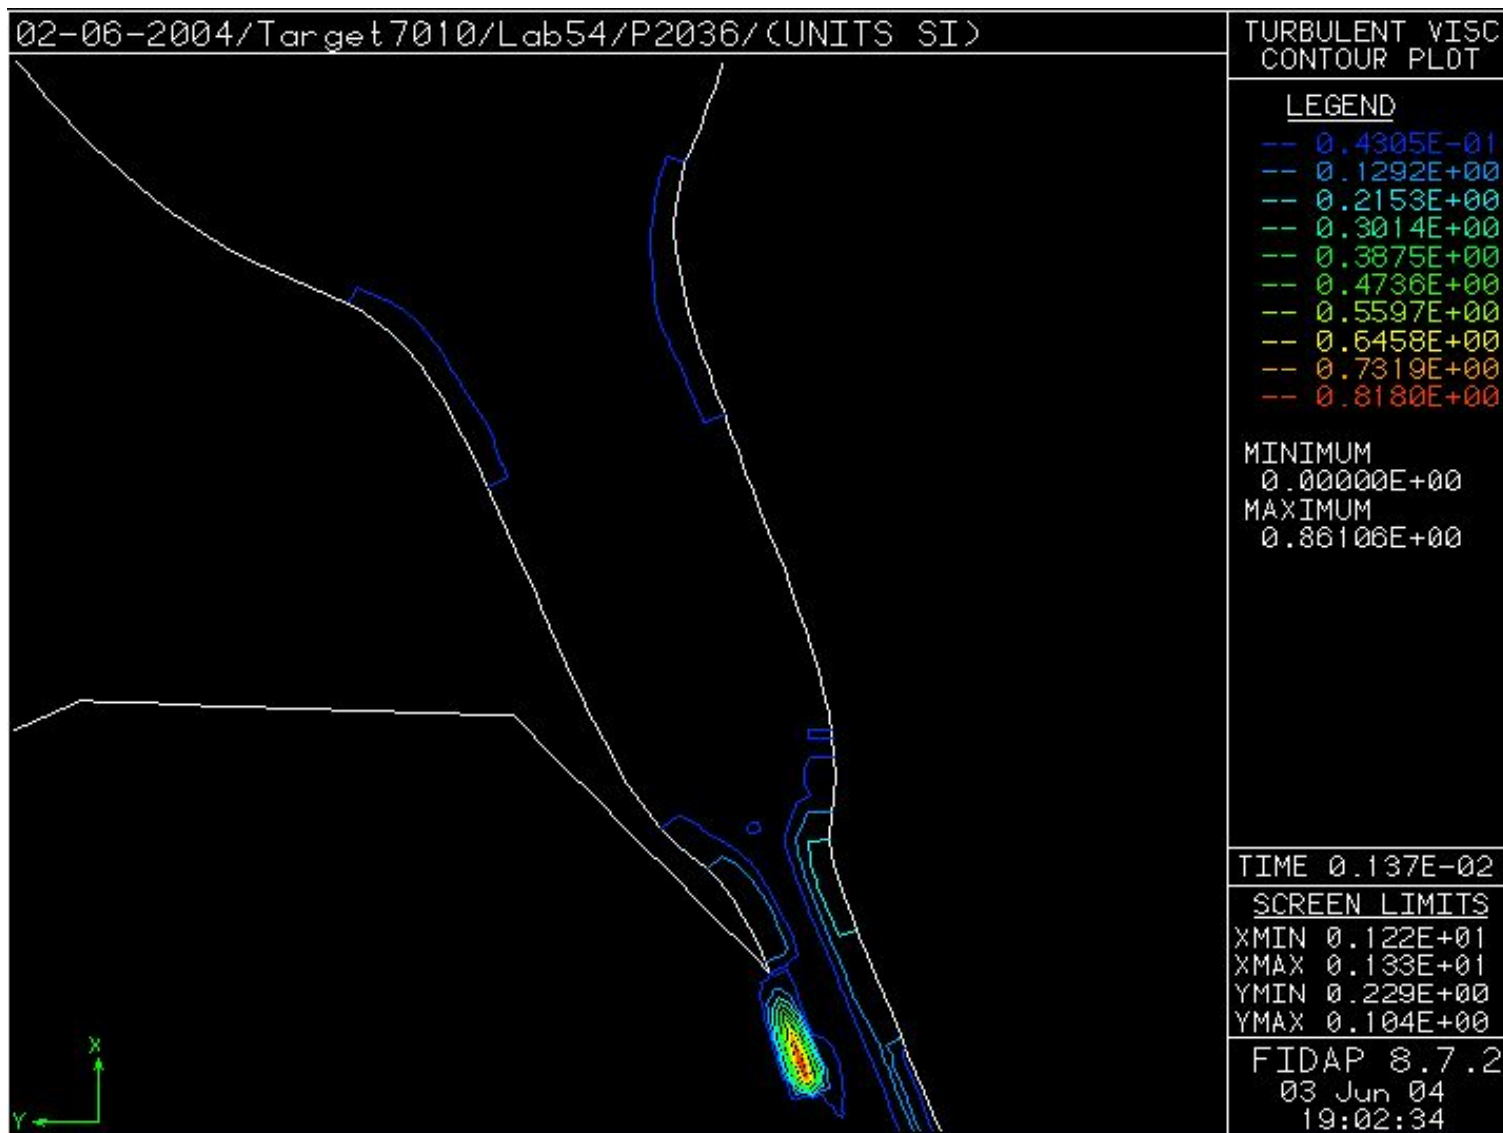 02-06-2004/Target7010/Lab54/P2036/(UNITS SI)
TURBULENT VISC
CONTOUR PLOT
LEGEND
-- 0.4305E-01
-- 0.1292E+00
-- 0.2153E+00
-- 0.3014E+00
-- 0.3875E+00
-- 0.4736E+00
-- 0.5597E+00
-- 0.6458E+00
-- 0.7319E+00
-- 0.8180E+00
MINIMUM
0.00000E+00
MAXIMUM
0.86106E+00
TIME 0.137E-02
SCREEN LIMITS
XMIN 0.122E+01
XMAX 0.133E+01
YMIN 0.229E+00
YMAX 0.104E+00
FIDAP 8.7.2
03 Jun 04
19:02:34
X
Y